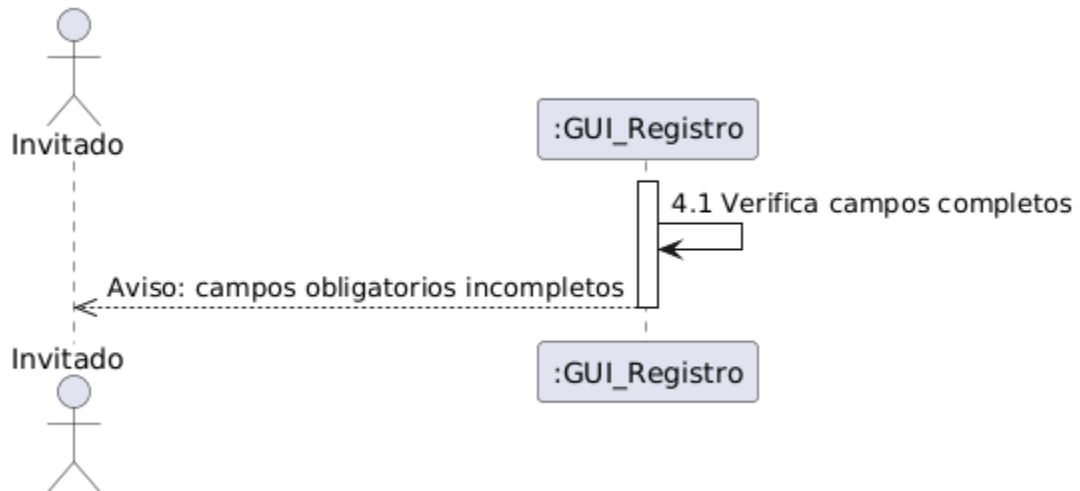 Invitado
:GUI_Registro
4.1 Verifica campos completos
Aviso: campos obligatorios incompletos
Invitado
:GUI_Registro